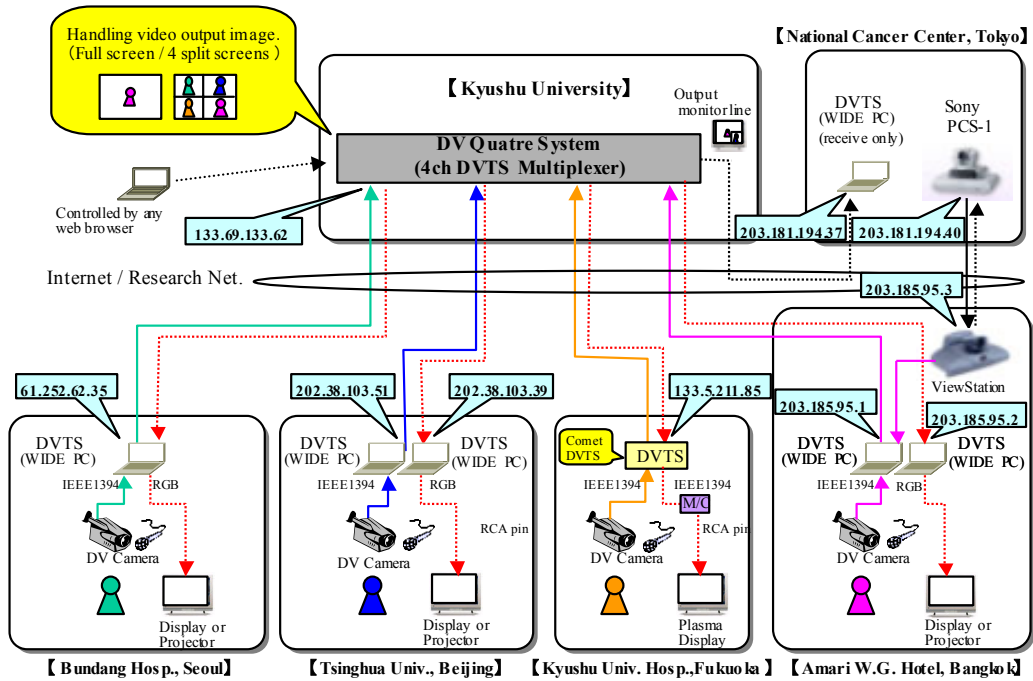 Handling video output image.
(Full screen / 4 split screens )
【National Cancer Center, Tokyo】
【Kyushu University】
Output
monitor line
DVTS
(WIDE PC)
(receive only)
Sony
PCS-1
DV Quatre System
(4ch DVTS Multiplexer)
Controlled by any
web browser
133.69.133.62
203.181.194.37
203.181.194.40
Internet / Research Net.
203.185.95.3
ViewStation
61.252.62.35
202.38.103.51
202.38.103.39
133.5.211.85
203.185.95.1
203.185.95.2
DVTS
(WIDE PC)
IEEE1394
RGB
DV Camera
Display or
Projector
DVTS
(WIDE PC)
DVTS
(WIDE PC)
IEEE1394
RGB
RCA pin
DV Camera
Display or
Projector
Comet
DVTS
DVTS
IEEE1394
IEEE1394
M/C
RCA pin
DV Camera
Plasma
Display
DVTS
(WIDE PC)
DVTS
(WIDE PC)
IEEE1394
RGB
DV Camera
Display or
Projector
【Bundang Hosp., Seoul】
【Tsinghua Univ., Beijing】
【Kyushu Univ. Hosp.,Fukuoka 】
【Amari W.G. Hotel, Bangkok】